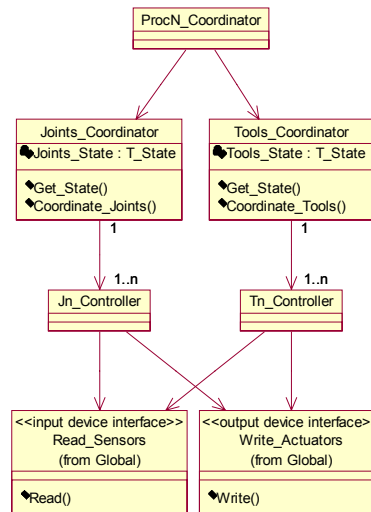 ProcN_Coordinator
Joints_Coordinator
Joints_State : T_State
Get_State()
Coordinate_Joints()
Tools_Coordinator
Tools_State : T_State
Get_State()
Coordinate_Tools()
1
1
1..n
1..n
Jn_Controller
Tn_Controller
<<input device interface>>
Read_Sensors
(from Global)
Read()
<<output device interface>
Write_Actuators
(from Global)
Write()